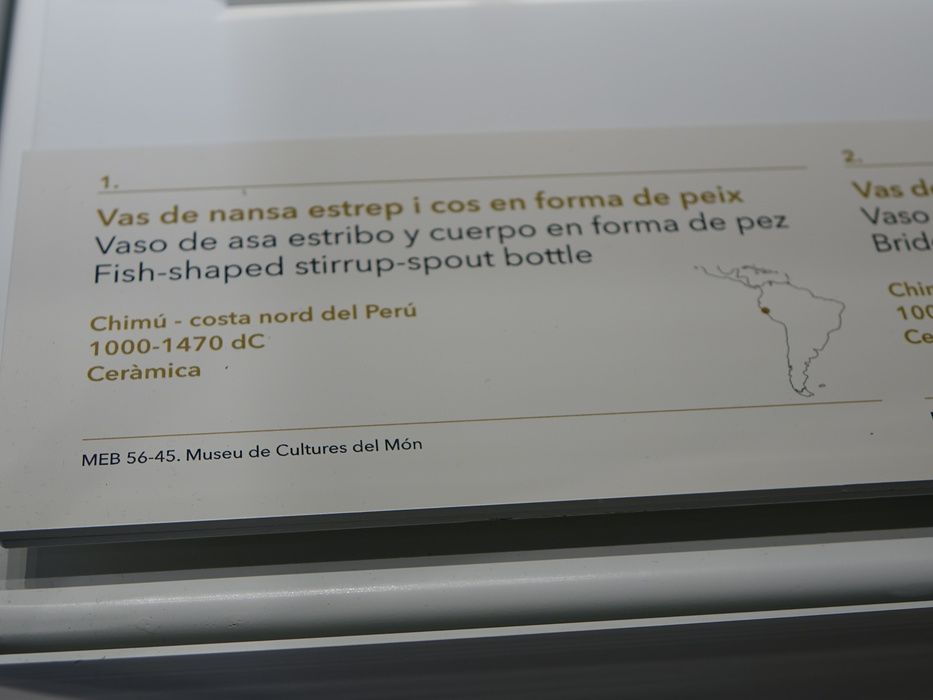 1.
Vas de nansa estrep i cos en forma de peix
Vaso de asa estribo y cuerpo en forma de pez
Fish-shaped stirrup-spout bottle
Chimú - costa nord del Perú
1000-1470 dC
Ceràmica
MEB 56-45. Museu de Cultures del Món
2.
Vas
Vaso